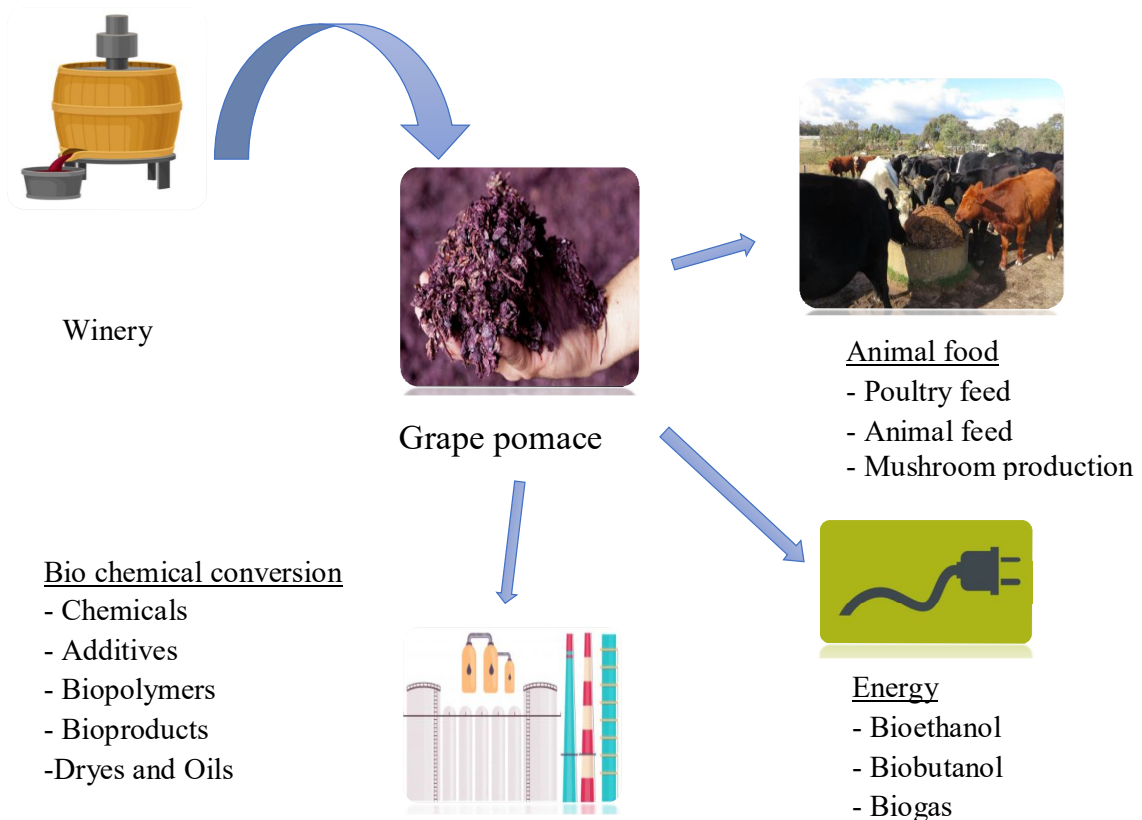 Winery
Grape pomace
Animal food
- Poultry feed
- Animal feed
- Mushroom production
Bio chemical conversion
- Chemicals
- Additives
- Biopolymers
- Bioproducts
-Dryes and Oils
Energy
- Bioethanol
- Biobutanol
- Biogas